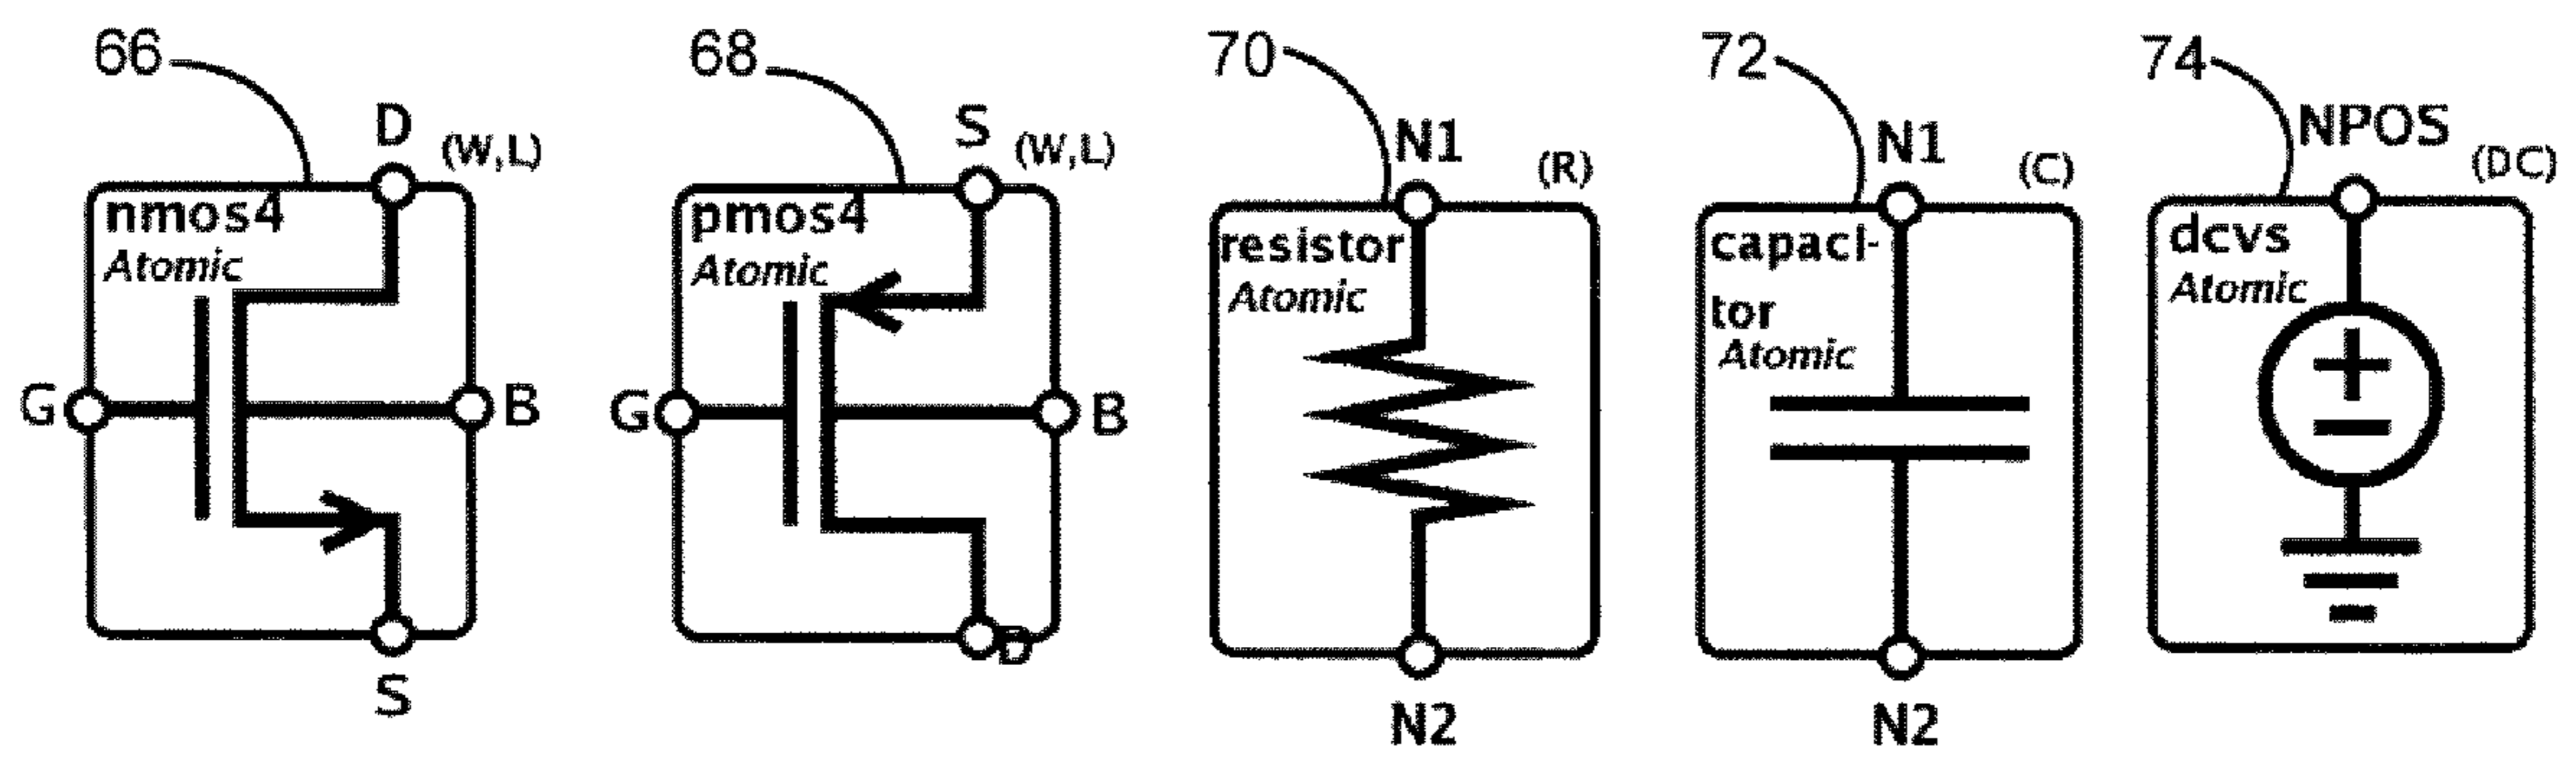 66
D (W,L)
nmos4
Atomic
G
B
S
68
S (W,L)
pmos4
Atomic
G
B
D
70
N1 (R)
resistor
Atomic
N2
72
N1 (C)
capaci-
tor
Atomic
N2
74
NPOS (DC)
dcvs
Atomic
+
−